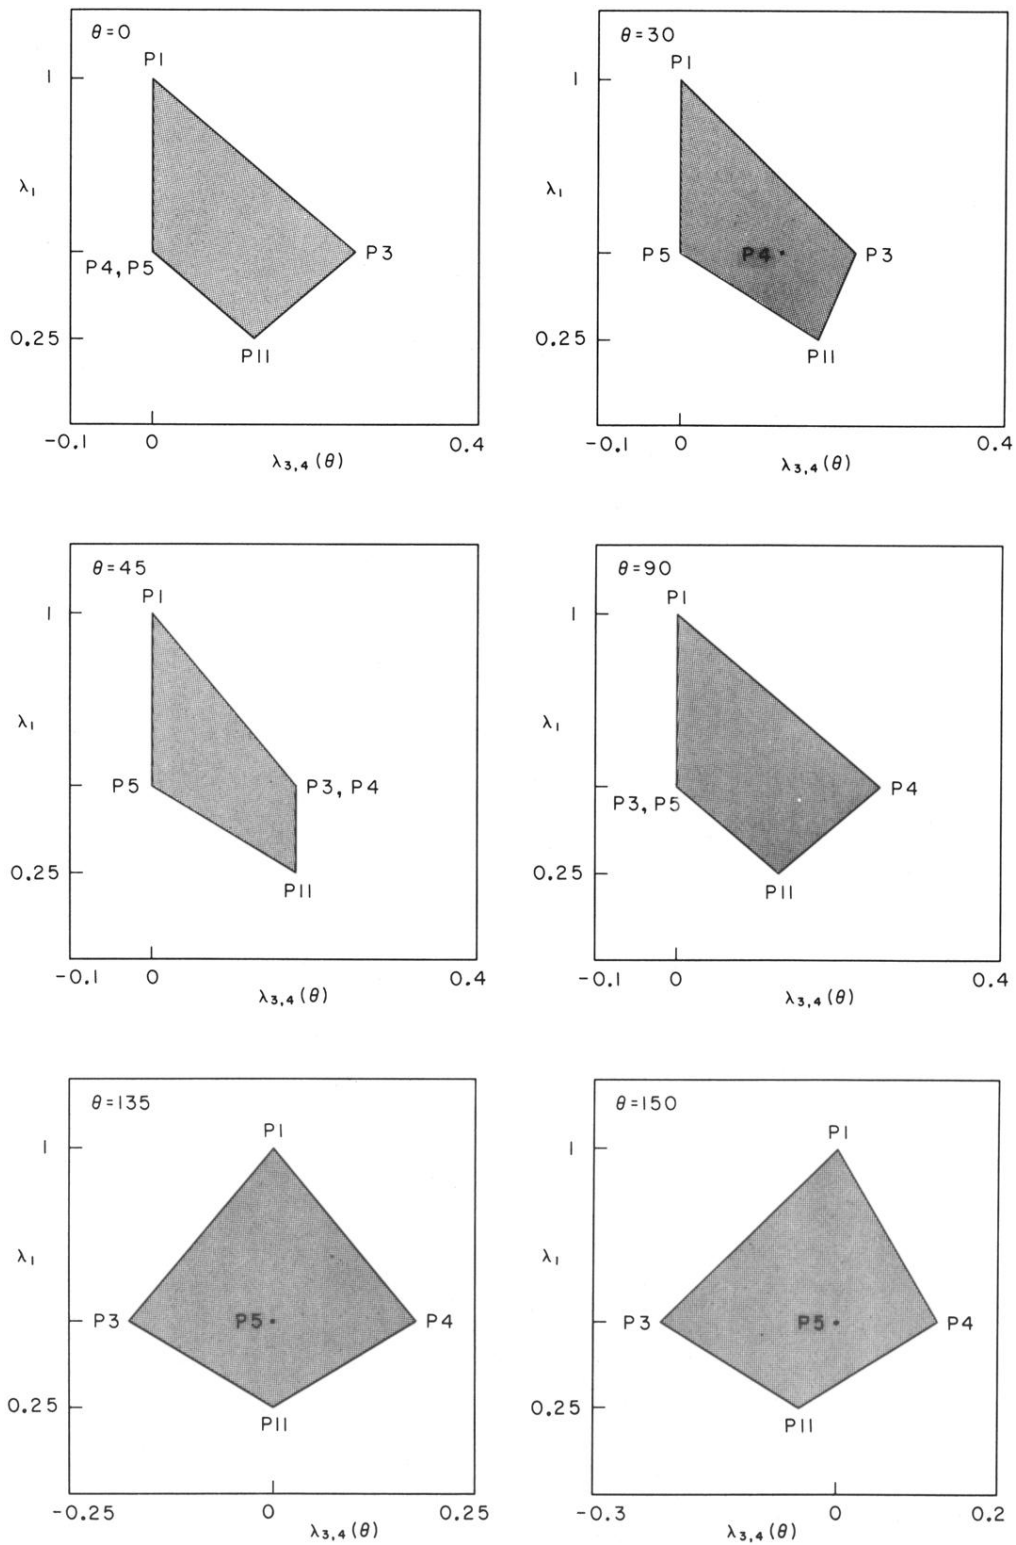 θ=0
P1
1
λ₁
P3
P4, P5
0.25
P11
-0.1
0
0.4
λ₃,₄(θ)
θ=30
P1
1
λ₁
P5
P4
P3
0.25
P11
-0.1
0
0.4
λ₃,₄(θ)
θ=45
P1
1
λ₁
P5
P3, P4
0.25
P11
-0.1
0
0.4
λ₃,₄(θ)
θ=90
P1
1
λ₁
P4
P3, P5
0.25
P11
-0.1
0
0.4
λ₃,₄(θ)
θ=135
P1
1
λ₁
P3
P5
P4
0.25
P11
-0.25
0
0.25
λ₃,₄(θ)
θ=150
P1
1
λ₁
P3
P5
P4
0.25
P11
-0.3
0
0.2
λ₃,₄(θ)